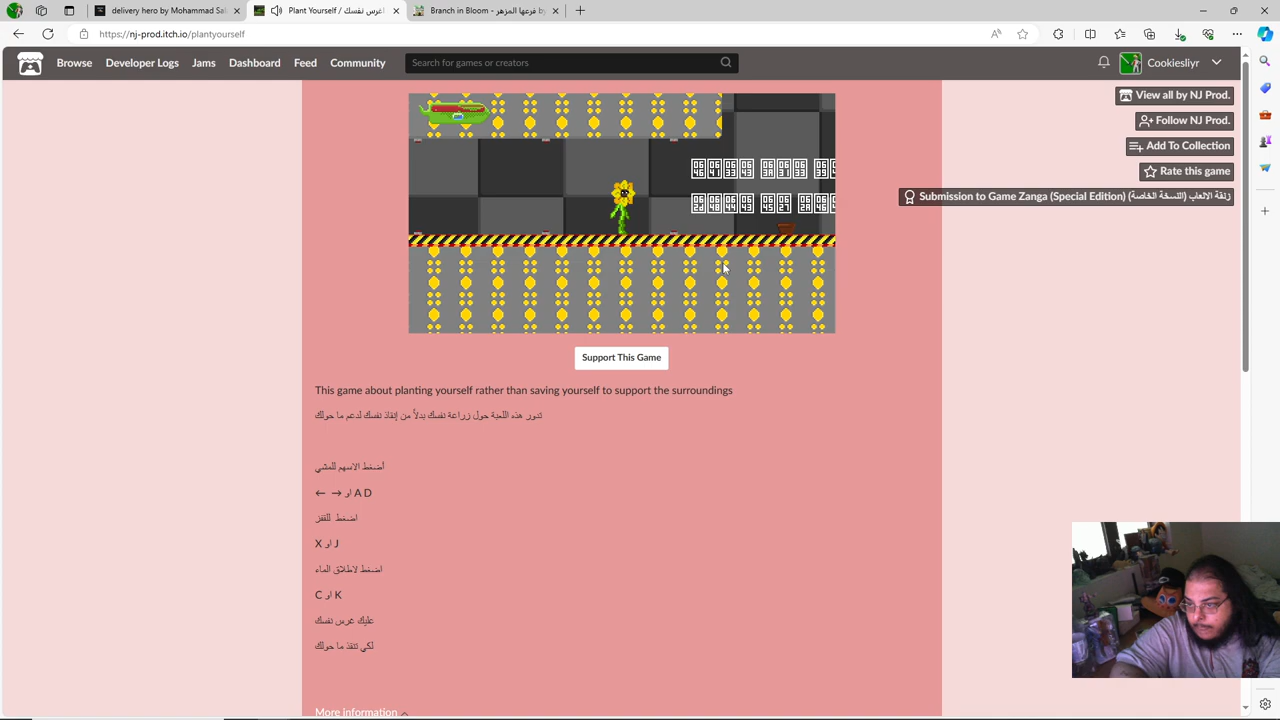 delivery hero by Mohammad Sal
Plant Yourself / اغرس نفسك
Branch in Bloom - فرعها المزهر by
https://nj-prod.itch.io/plantyourself
Browse Developer Logs Jams Dashboard Feed Community
Search for games or creators
Cookiesliyr
View all by NJ Prod.
Follow NJ Prod.
Add To Collection
Rate this game
Submission to Game Zanga (Special Edition) زنقة الالعاب (النسخة الخاصة)
Support This Game
This game about planting yourself rather than saving yourself to support the surroundings
تدور هذه اللعبة حول زراعة نفسك بدلاً من إنقاذ نفسك لدعم ما حولك
أضغط الاسهم للمشي
← → او A D
اضغط للقفز
X او J
اضغط لاطلاق الماء
C او K
عليك غرس نفسك
لكي تنقذ ما حولك
More information